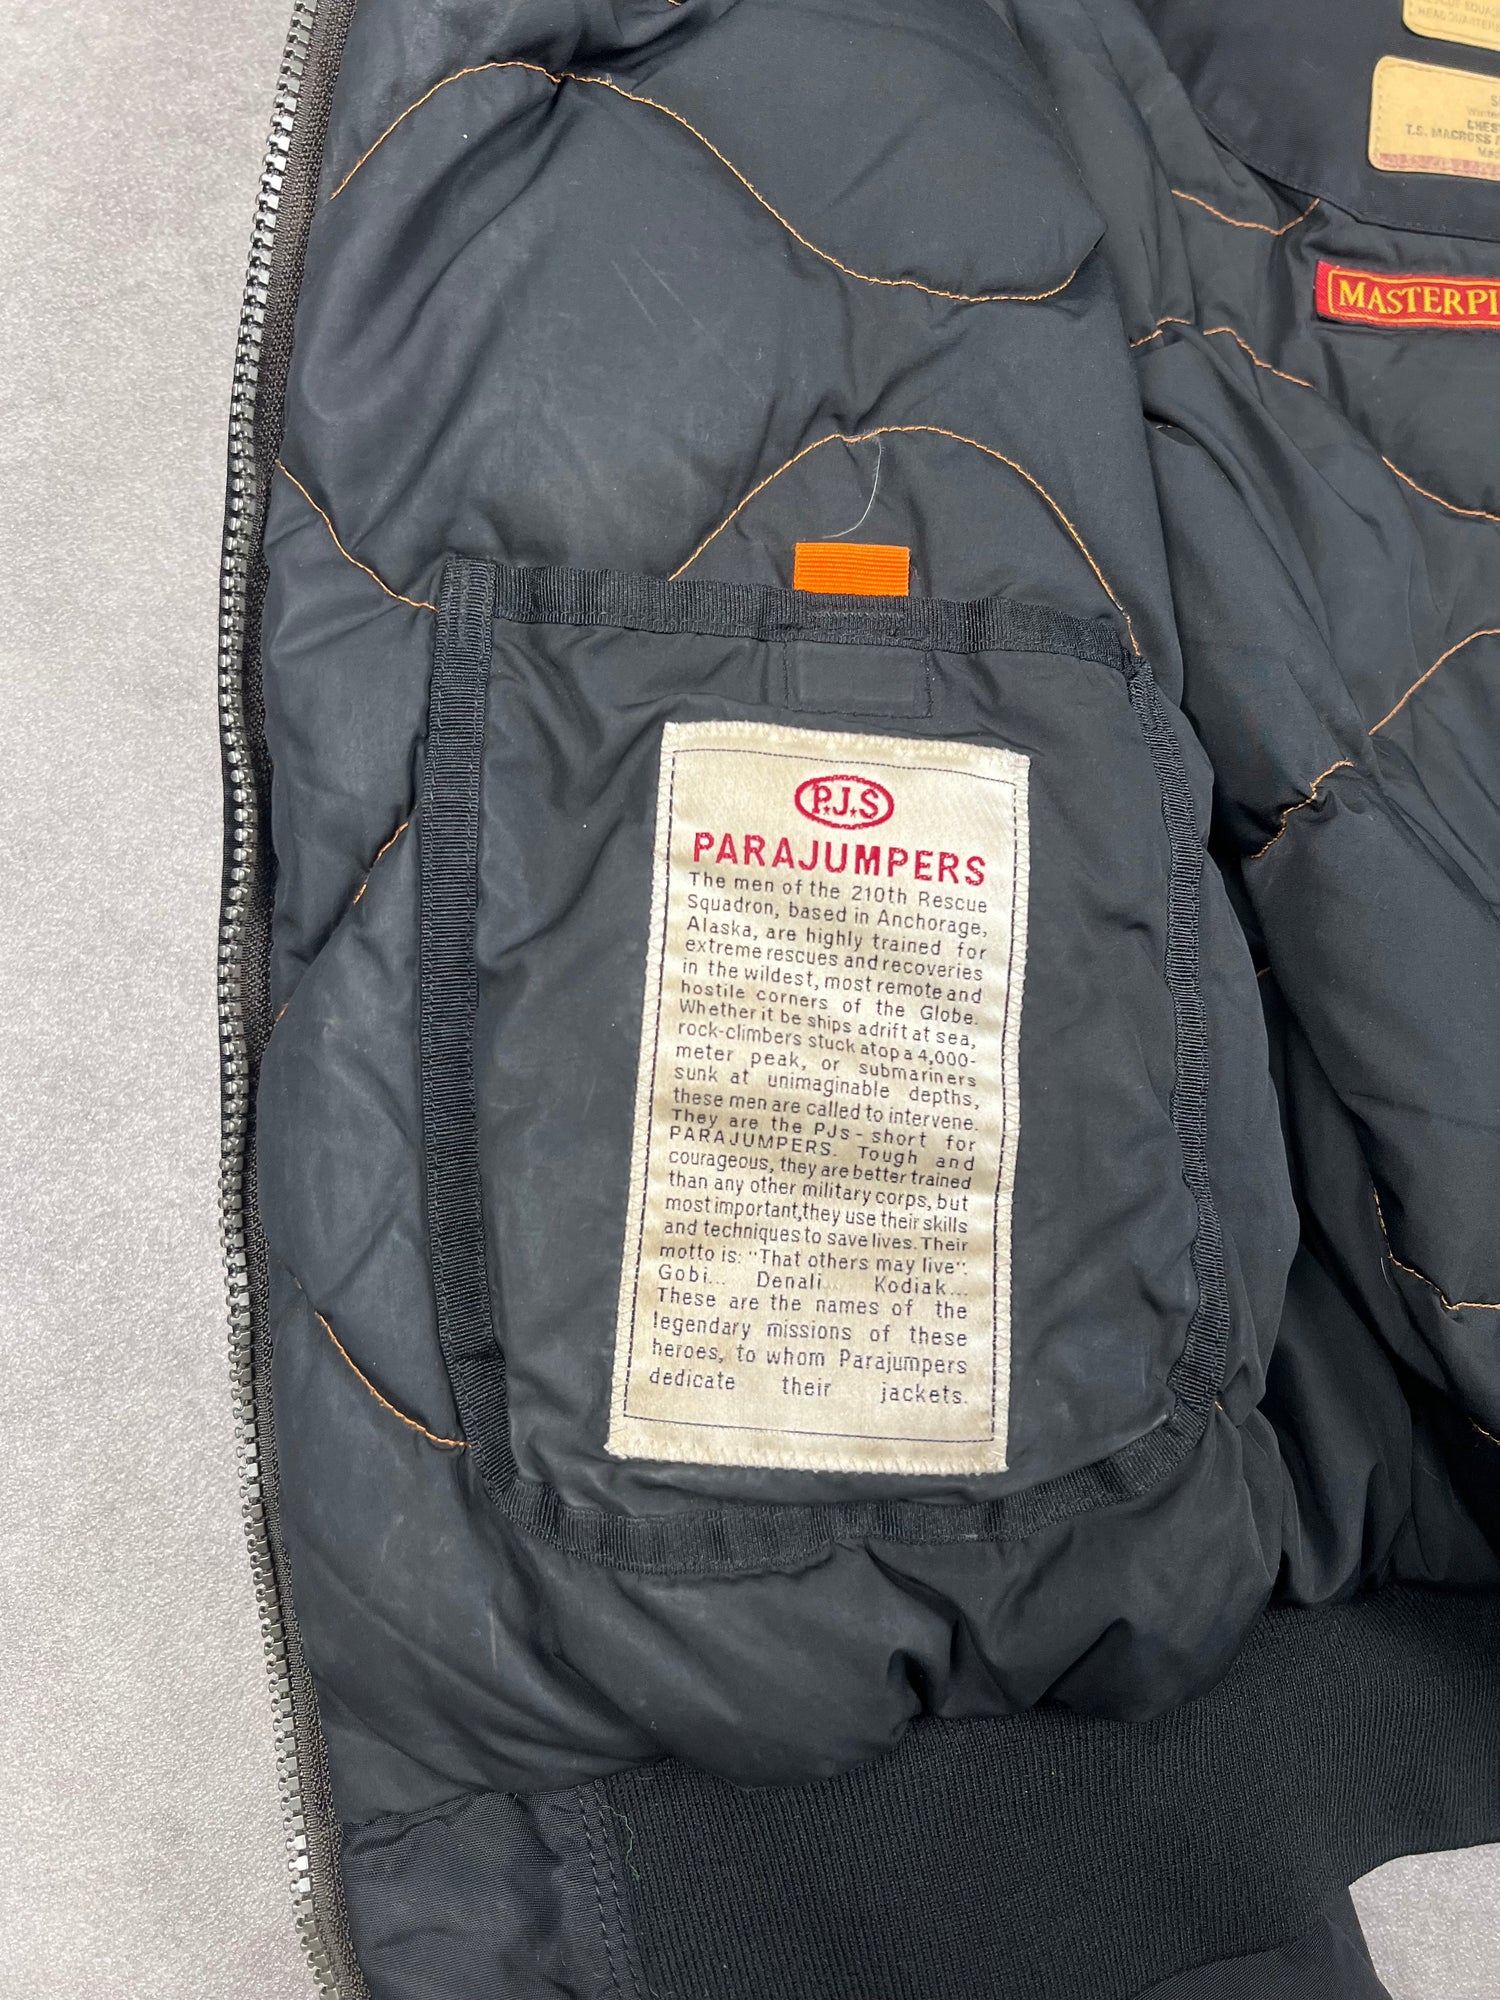 HEADQUARTERS
CHES
T.S. MACROSS
MASTERPI
P.J.S
PARAJUMPERS
The men of the 210th Rescue
Squadron, based in Anchorage,
Alaska, are highly trained for
extreme rescues and recoveries
in the wildest, most remote and
hostile corners of the Globe.
Whether it be ships adrift at sea,
rock-climbers stuck atop a 4,000-
meter peak, or submariners
sunk at unimaginable depths,
these men are called to intervene.
They are the PJs - short for
PARAJUMPERS. Tough and
courageous, they are better trained
than any other military corps, but
most important,they use their skills
and techniques to save lives. Their
motto is: "That others may live".
Gobi... Denali... Kodiak...
These are the names of the
legendary missions of these
heroes, to whom Parajumpers
dedicate their jackets.